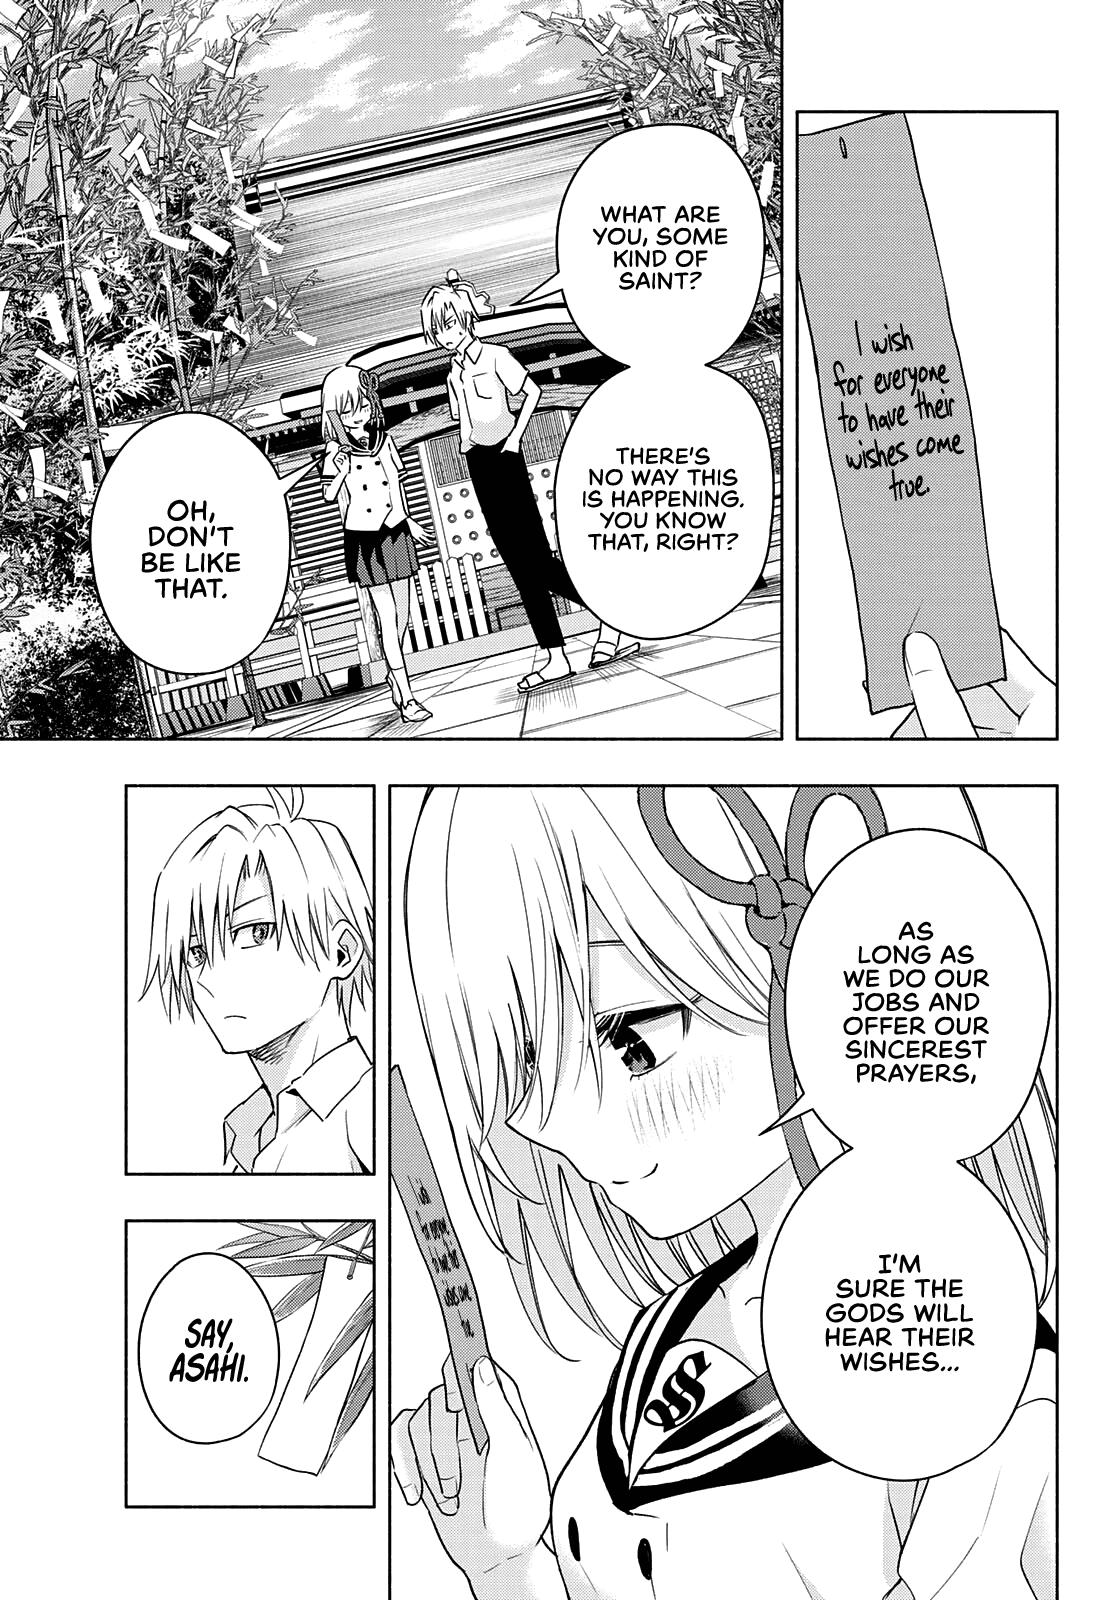 I wish
for everyone
to have their
wishes come
true.
WHAT ARE
YOU, SOME
KIND OF
SAINT?
THERE'S
NO WAY THIS
IS HAPPENING.
YOU KNOW
THAT, RIGHT?
OH,
DON'T
BE LIKE
THAT.
AS
LONG AS
WE DO OUR
JOBS AND
OFFER OUR
SINCEREST
PRAYERS,
I'M
SURE THE
GODS WILL
HEAR THEIR
WISHES...
SAY,
ASAHI.